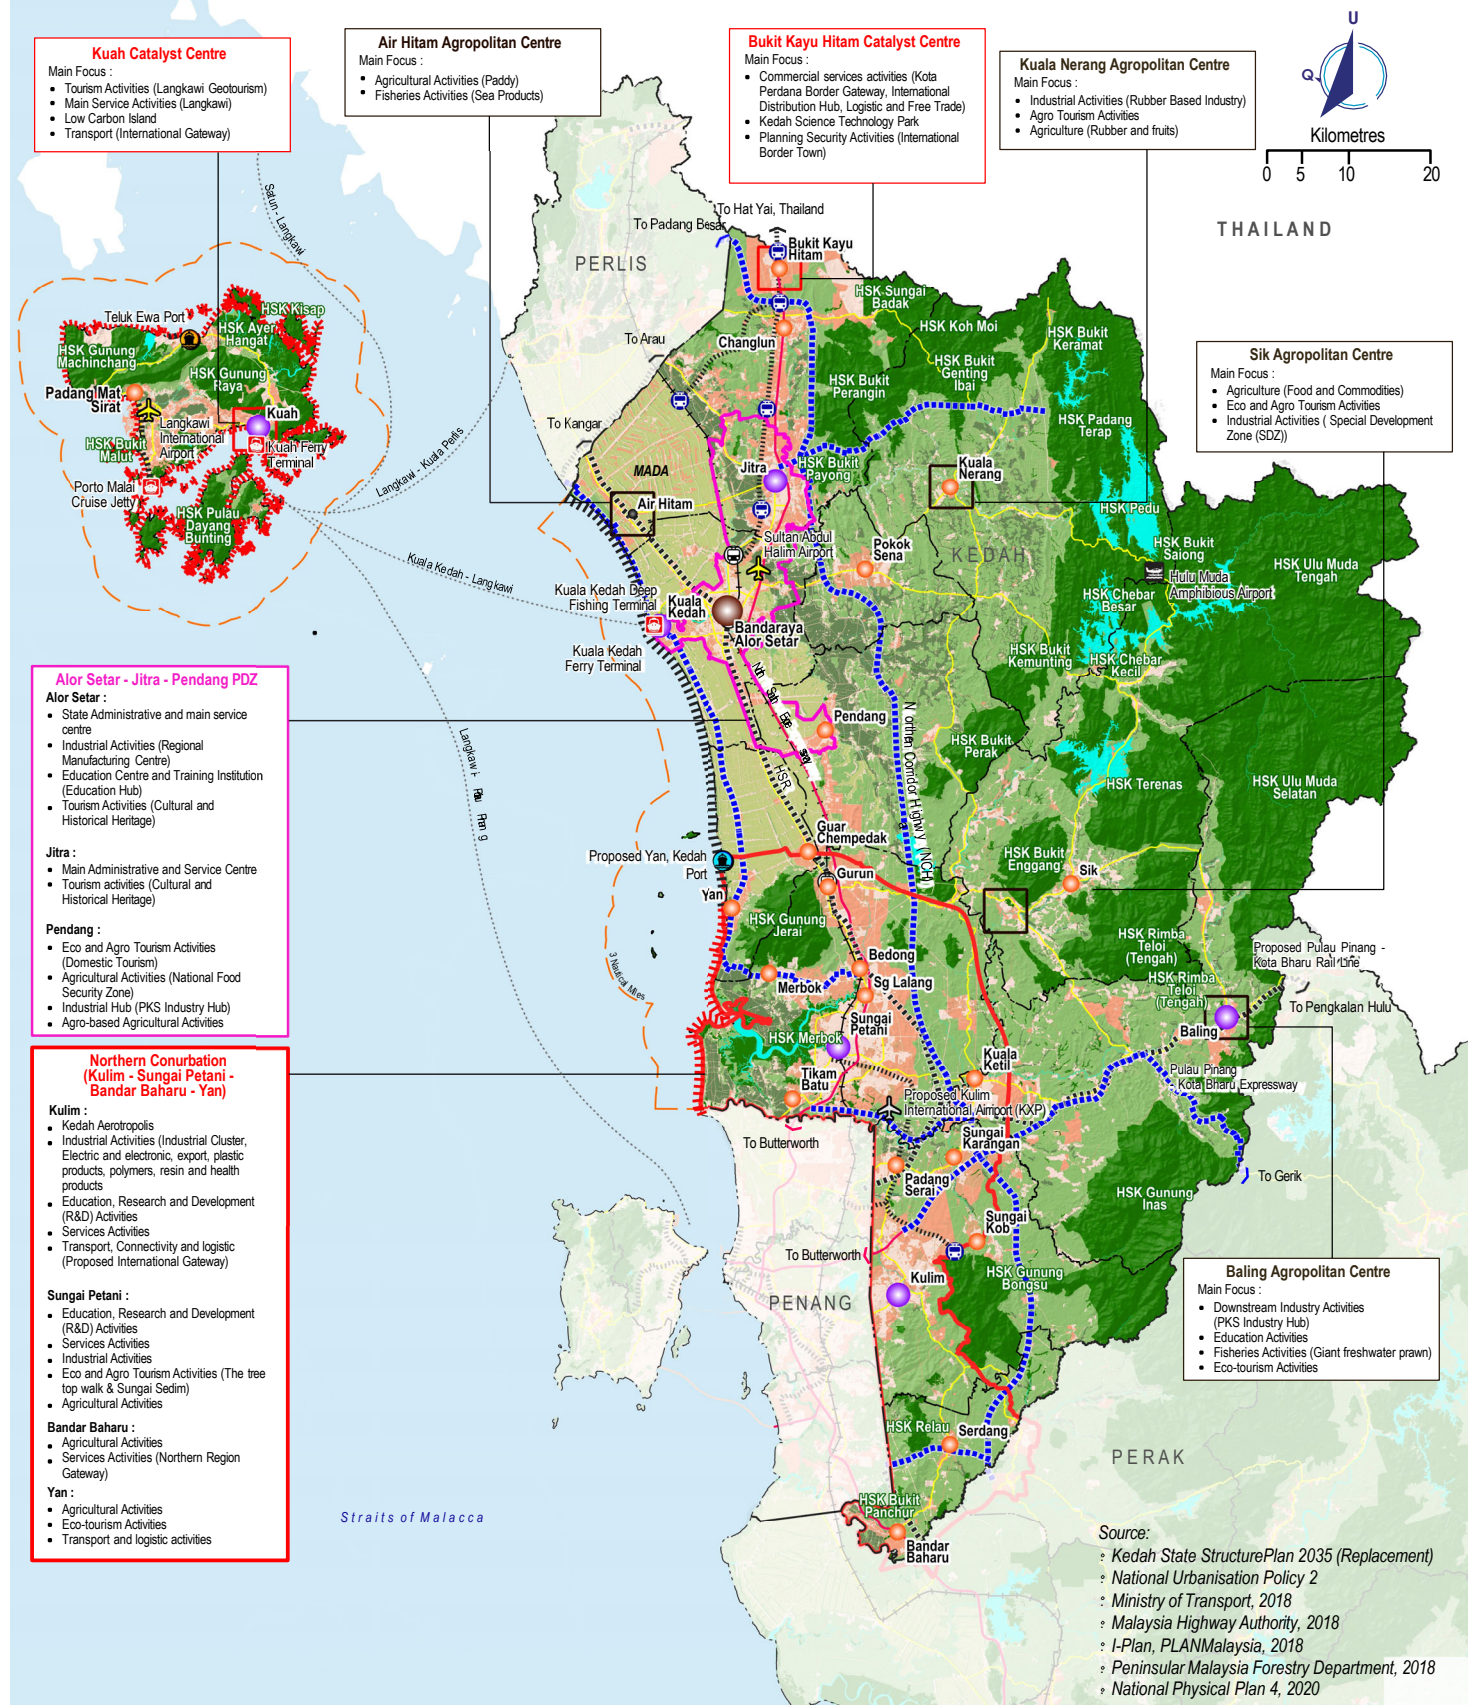 Kuah Catalyst Centre
Main Focus :
• Tourism Activities (Langkawi Geotourism)
• Main Service Activities (Langkawi)
• Low Carbon Island
• Transport (International Gateway)
Air Hitam Agropolitan Centre
Main Focus :
• Agricultural Activities (Paddy)
• Fisheries Activities (Sea Products)
Bukit Kayu Hitam Catalyst Centre
Main Focus :
• Commercial services activities (Kota
Perdana Border Gateway, International
Distribution Hub, Logistic and Free Trade)
• Kedah Science Technology Park
• Planning Security Activities (International
Border Town)
Kuala Nerang Agropolitan Centre
Main Focus :
• Industrial Activities (Rubber Based Industry)
• Agro Tourism Activities
• Agriculture (Rubber and fruits)
U
Q
Kilometres
0 5 10 20
THAILAND
To Hat Yai, Thailand
To Padang Besar
PERLIS
Bukit Kayu
Hitam
Satun - Langkawi
HSK Sungai
Badak
HSK Koh Moi
HSK Bukit
Keramat
Changlun
To Arau
HSK Bukit
Genting
Ibai
HSK Bukit
Perangin
HSK Padang
Terap
To Kangar
MADA
Jitra
HSK Bukit
Payong
Kuala
Nerang
Air Hitam
HSK Pedu
Sultan Abdul
Halim Airport
Pokok
Sena
KEDAH
HSK Bukit
Saiong
HSK Ulu Muda
Tengah
Hulu Muda
Amphibious Airport
HSK Chebar
Besar
Teluk Ewa Port
HSK Kisap
HSK Ayer
Hangat
HSK Gunung
Machinchang
HSK Gunung
Raya
Padang Mat
Sirat
Kuah
Langkawi
International
Airport
HSK Bukit
Malut
Kuah Ferry
Terminal
Porto Malai
Cruise Jetty
HSK Pulau
Dayang
Bunting
Langkawi - Kuala Perlis
Kuala Kedah - Langkawi
Sik Agropolitan Centre
Main Focus :
• Agriculture (Food and Commodities)
• Eco and Agro Tourism Activities
• Industrial Activities ( Special Development
Zone (SDZ))
Kuala Kedah Deep
Fishing Terminal
Kuala
Kedah
Bandaraya
Alor Setar
Kuala Kedah
Ferry Terminal
HSK Bukit
Kemunting
HSK Chebar
Kecil
Pendang
HSR
Northern Corridor Highway (NCH)
HSK Bukit
Perak
HSK Terenas
HSK Ulu Muda
Selatan
Alor Setar - Jitra - Pendang PDZ
Alor Setar :
• State Administrative and main service
centre
• Industrial Activities (Regional
Manufacturing Centre)
• Education Centre and Training Institution
(Education Hub)
• Tourism Activities (Cultural and
Historical Heritage)
Jitra :
• Main Administrative and Service Centre
• Tourism activities (Cultural and
Historical Heritage)
Pendang :
• Eco and Agro Tourism Activities
(Domestic Tourism)
• Agricultural Activities (National Food
Security Zone)
• Industrial Hub (PKS Industry Hub)
• Agro-based Agricultural Activities
Guar
Chempedak
Proposed Yan, Kedah
Port
Gurun
Yan
HSK Bukit
Enggang
Sik
HSK Gunung
Jerai
3 Nautical Miles
Bedong
Merbok
Sg Lalang
HSK Rimba
Teloi
(Tengah)
HSK Rimba
Teloi
(Tengah)
Proposed Pulau Pinang -
Kota Bharu Rail Line
To Pengkalan Hulu
Baling
Sungai
Petani
HSK Merbok
Tikam
Batu
Kuala
Ketil
Pulau Pinang
- Kota Bharu Expressway
Proposed Kulim
International Airport (KXP)
To Butterworth
Sungai
Karangan
Padang
Serai
To Gerik
HSK Gunung
Inas
Sungai
Kob
To Butterworth
Kulim
HSK Gunung
Bongsu
PENANG
Northern Conurbation
(Kulim - Sungai Petani -
Bandar Baharu - Yan)
Kulim :
• Kedah Aerotropolis
• Industrial Activities (Industrial Cluster,
Electric and electronic, export, plastic
products, polymers, resin and health
products
• Education, Research and Development
(R&D) Activities
• Services Activities
• Transport, Connectivity and logistic
(Proposed International Gateway)
Sungai Petani :
• Education, Research and Development
(R&D) Activities
• Services Activities
• Industrial Activities
• Eco and Agro Tourism Activities (The tree
top walk & Sungai Sedim)
• Agricultural Activities
Bandar Baharu :
• Agricultural Activities
• Services Activities (Northern Region
Gateway)
Yan :
• Agricultural Activities
• Eco-tourism Activities
• Transport and logistic activities
Baling Agropolitan Centre
Main Focus :
• Downstream Industry Activities
(PKS Industry Hub)
• Education Activities
• Fisheries Activities (Giant freshwater prawn)
• Eco-tourism Activities
HSK Relau
Serdang
PERAK
HSK Bukit
Panchur
Bandar
Baharu
Straits of Malacca
Source:
: Kedah State StructurePlan 2035 (Replacement)
: National Urbanisation Policy 2
: Ministry of Transport, 2018
: Malaysia Highway Authority, 2018
: I-Plan, PLANMalaysia, 2018
: Peninsular Malaysia Forestry Department, 2018
: National Physical Plan 4, 2020